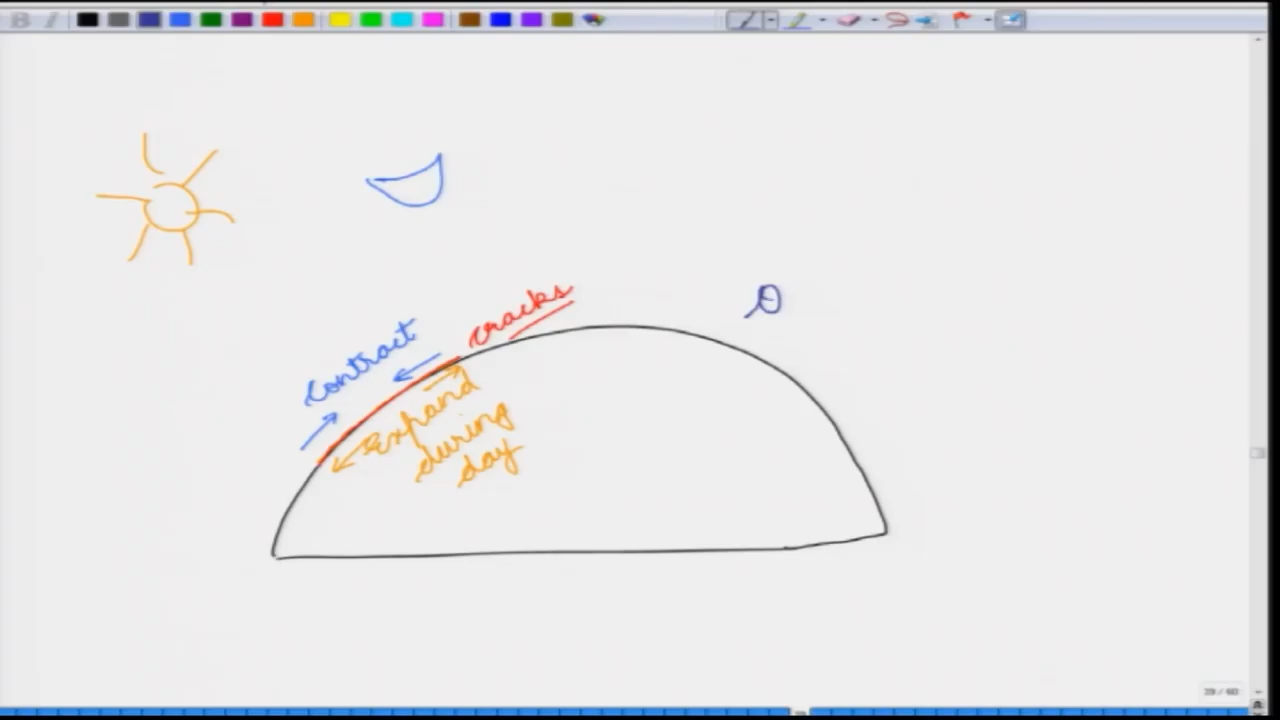 B I
cracks
contract
expand
during
day